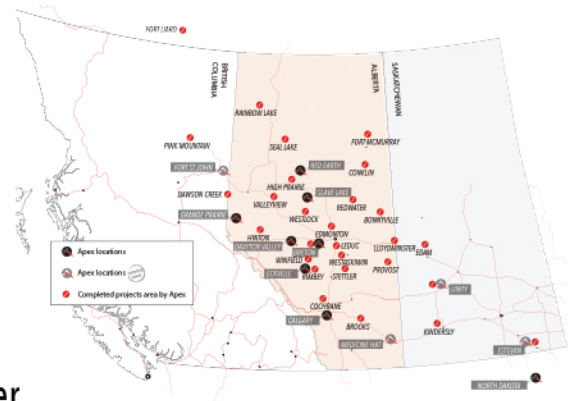 FORT LIARD
BRITISH
COLUMBIA
ALBERTA
SASKATCHEWAN
RAINBOW LAKE
PINK MOUNTAIN
SEAL LAKE
FORT MCMURRAY
FORT ST JOHN
RED EARTH
CONKLIN
HIGH PRAIRIE
DAWSON CREEK
SLAVE LAKE
VALLEYVIEW
REDWATER
GRANDE PRAIRIE
WESTLOCK
BONNYVILLE
HINTON
EDMONTON
DRAYTON VALLEY
LEDUC
LLOYDMINSTER
EDAM
BRETON
WINFIELD
WESTASKIWIN
PROVOST
ECKVILLE
RIMBEY
STETTLER
UNITY
COCHRANE
CALGARY
BROOKS
KINDERSLY
MEDICINE HAT
ESTEVAN
NORTH DAKOTA
Apex locations
Apex locations
Completed projects area by Apex
er